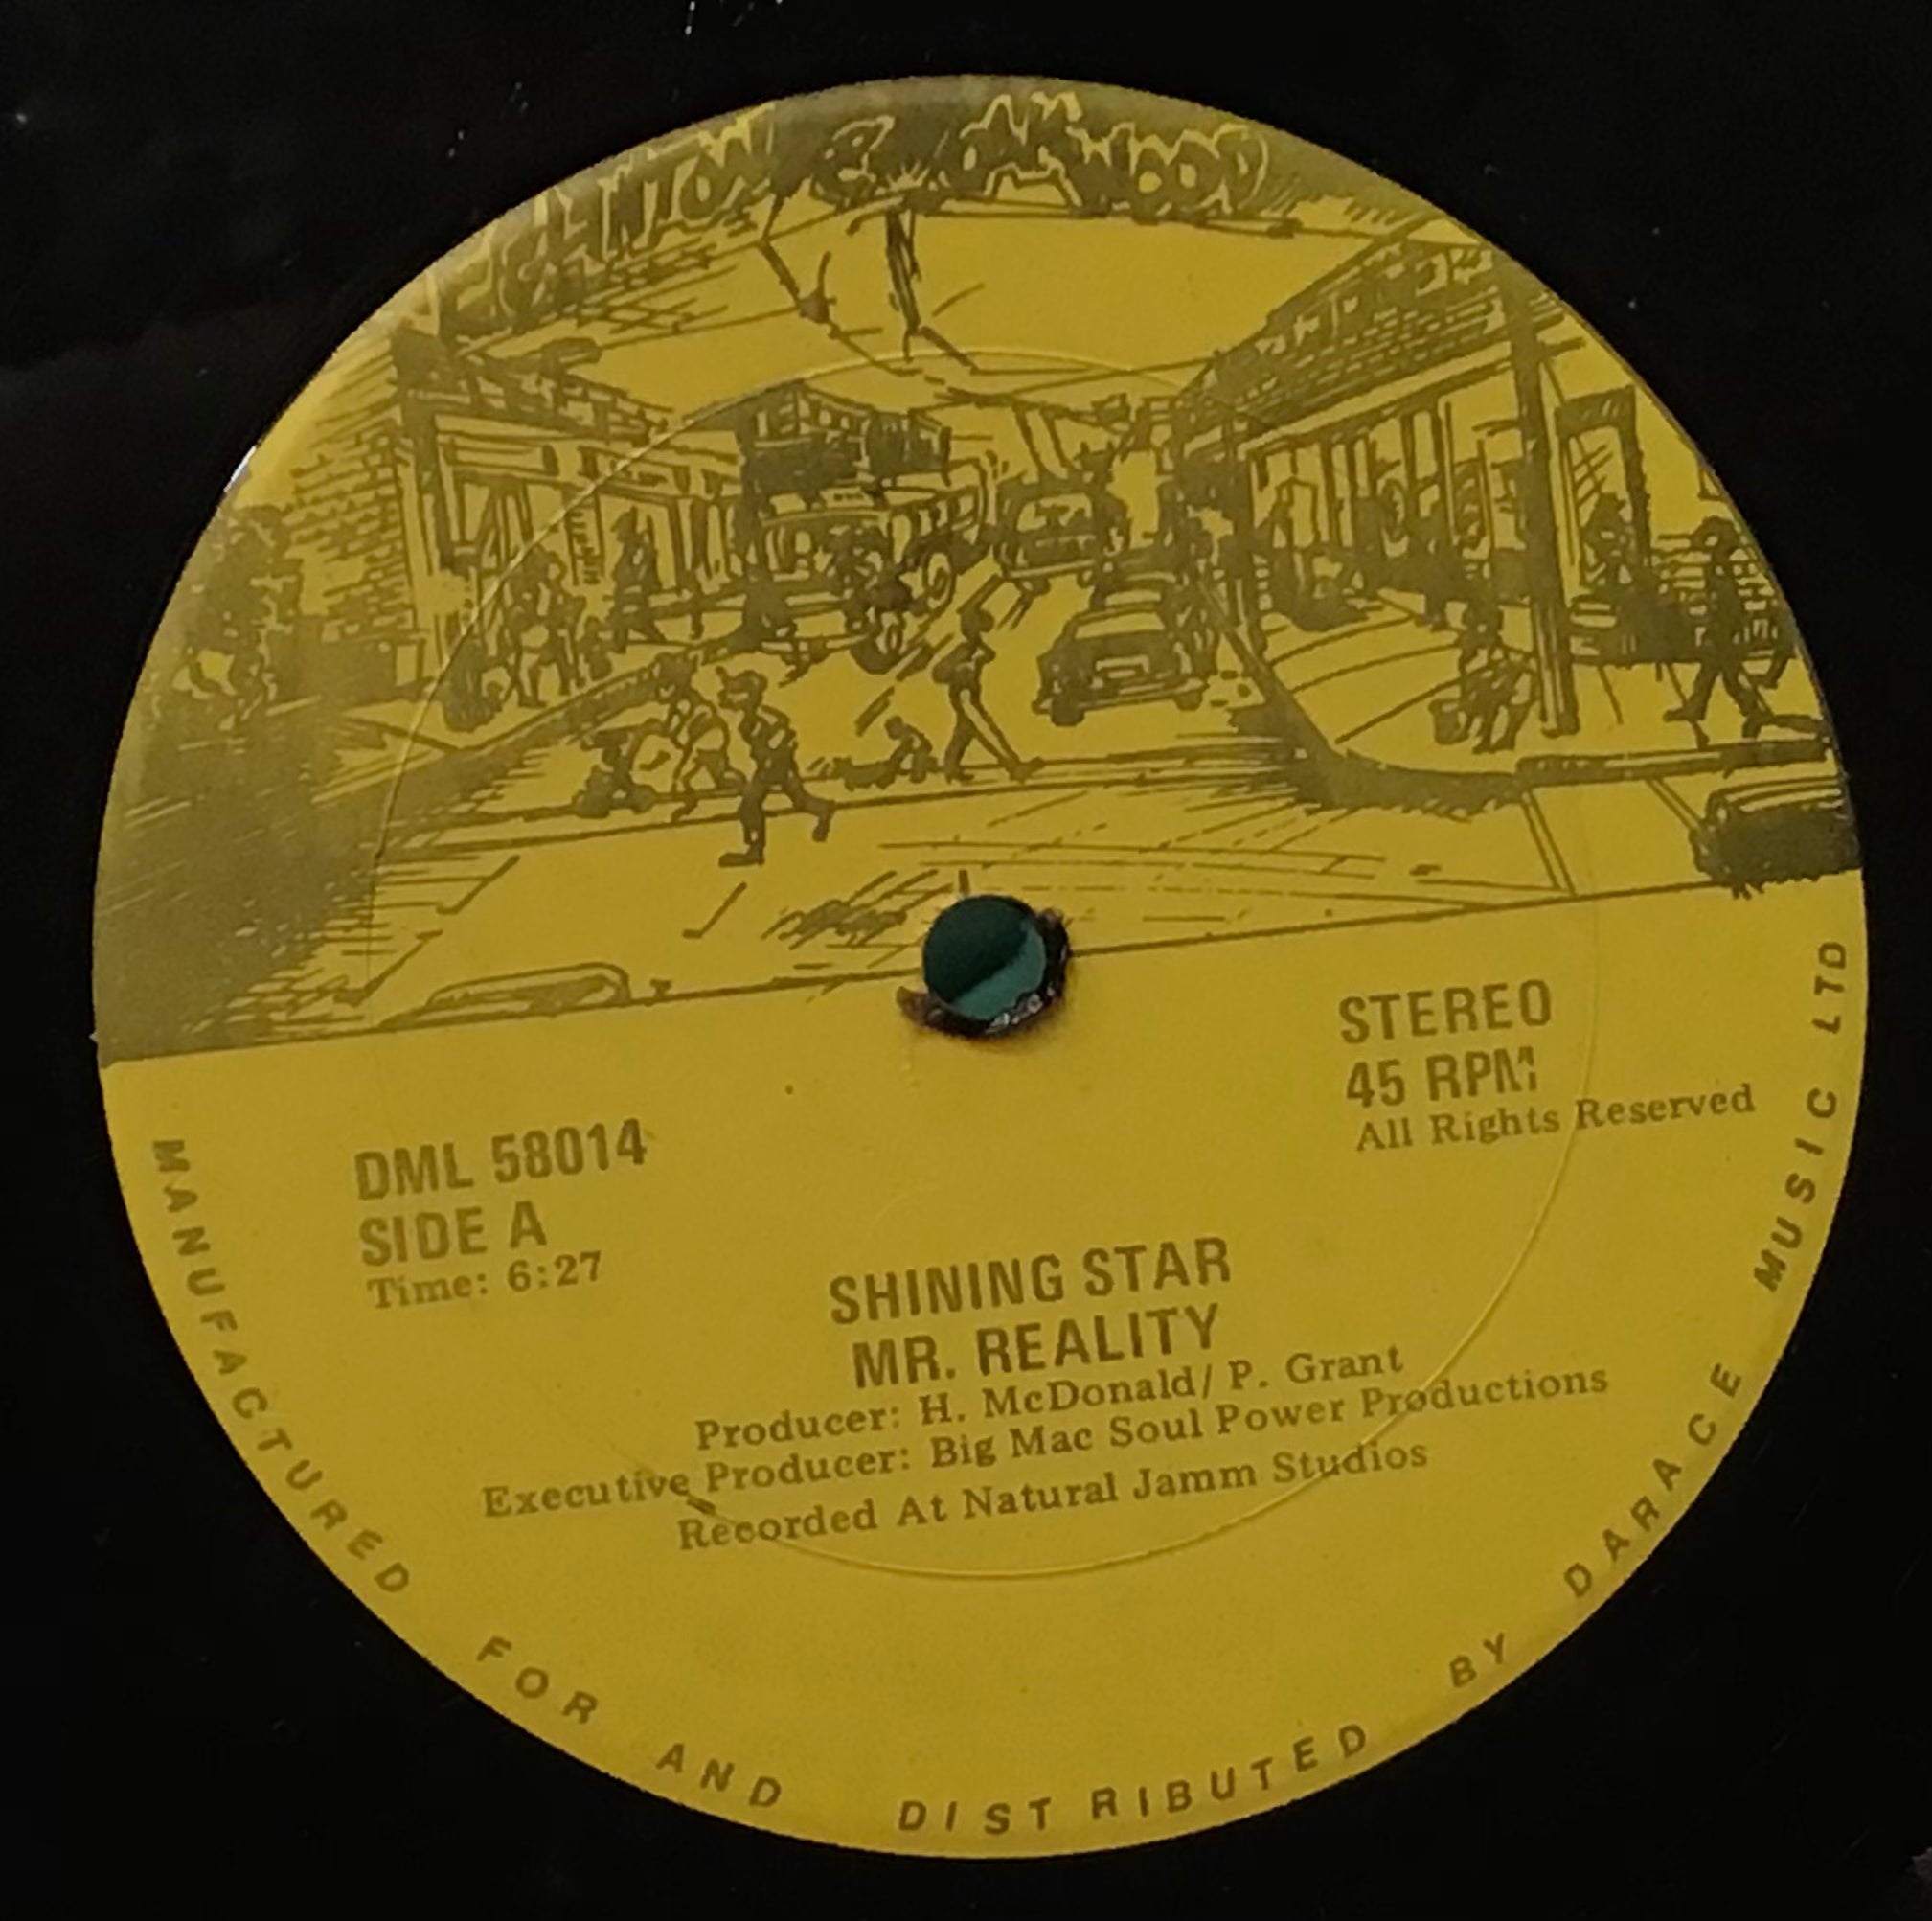 EGLINTON & OAKWOOD
STEREO
45 RPM
All Rights Reserved
DML 58014
SIDE A
Time: 6:27
SHINING STAR
MR. REALITY
Producer: H. McDonald/ P. Grant
Executive Producer: Big Mac Soul Power Productions
Recorded At Natural Jamm Studios
MANUFACTURED FOR AND DISTRIBUTED BY DARACE MUSIC LTD